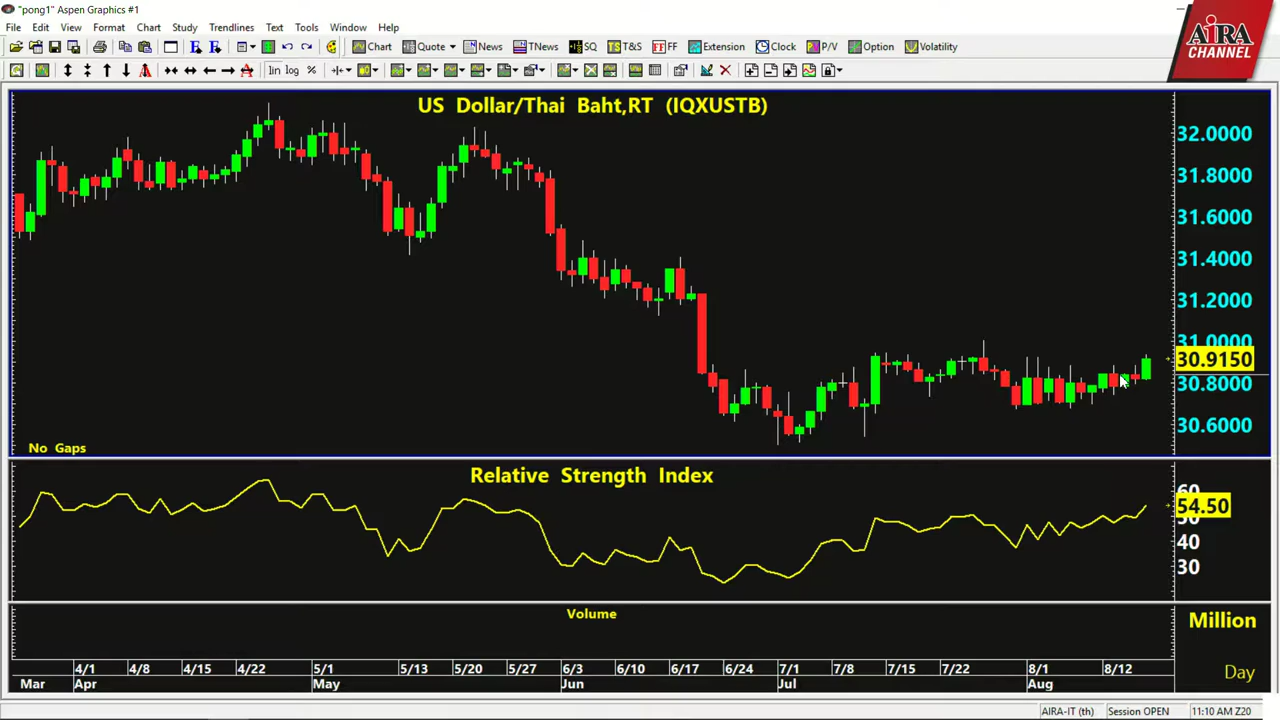 "pong1" Aspen Graphics #1
File Edit View Format Chart Study Trendlines Text Tools Window Help
Chart Quote News TNews SQ T&S FF Extension Clock P/V Option Volatility
lin log %
AIRA
CHANNEL
US Dollar/Thai Baht,RT (IQXUSTB)
32.0000
31.8000
31.6000
31.4000
31.2000
31.0000
30.9150
30.8000
30.6000
No Gaps
Relative Strength Index
60
54.50
50
40
30
Volume
Million
4/1 4/8 4/15 4/22 5/1 5/13 5/20 5/27 6/3 6/10 6/17 6/24 7/1 7/8 7/15 7/22 8/1 8/12
Day
Mar Apr May Jun Jul Aug
AIRA-IT (th) Session OPEN 11:10 AM Z20